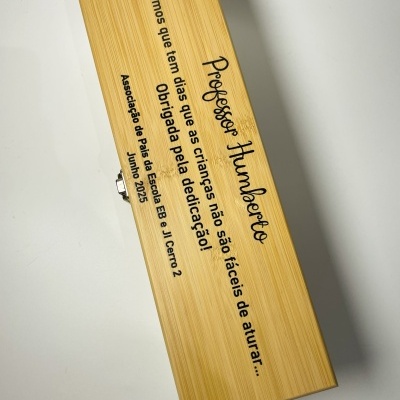 Professor Humberto
mos que tem dias que as crianças não são fáceis de aturar...
Obrigada pela dedicação!
Associação de Pais da Escola EB e JI Cerro 2
Junho 2025